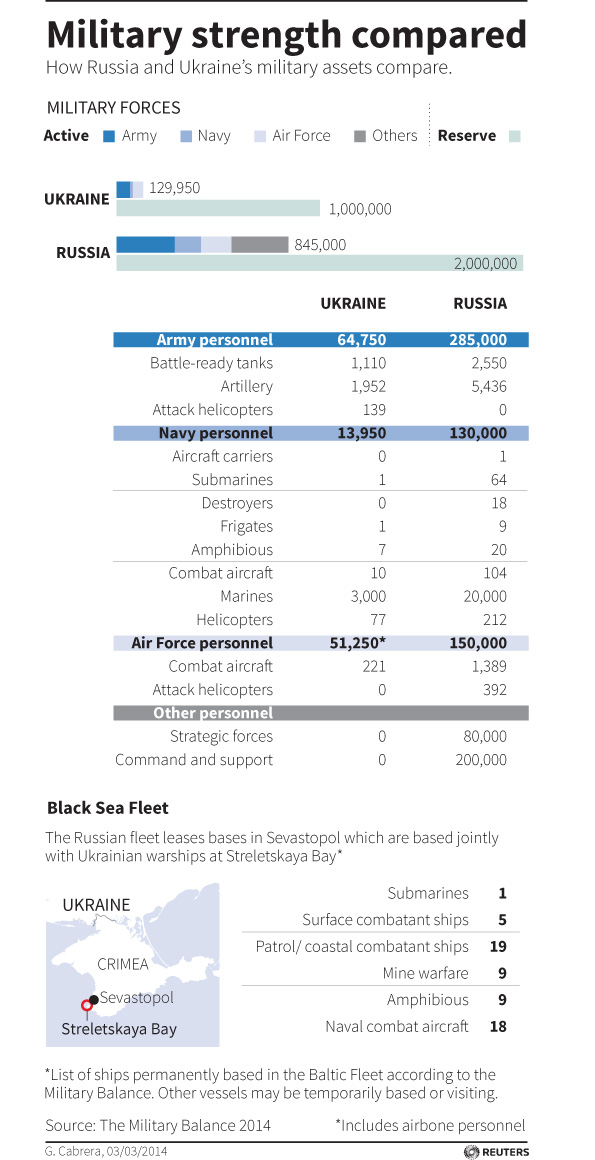 Military strength compared
How Russia and Ukraine's military assets compare.
MILITARY FORCES
Active Army Navy Air Force Others Reserve
UKRAINE
129,950
1,000,000
RUSSIA
845,000
2,000,000
UKRAINE RUSSIA
Army personnel 64,750 285,000
Battle-ready tanks 1,110 2,550
Artillery 1,952 5,436
Attack helicopters 139 0
Navy personnel 13,950 130,000
Aircraft carriers 0 1
Submarines 1 64
Destroyers 0 18
Frigates 1 9
Amphibious 7 20
Combat aircraft 10 104
Marines 3,000 20,000
Helicopters 77 212
Air Force personnel 51,250* 150,000
Combat aircraft 221 1,389
Attack helicopters 0 392
Other personnel
Strategic forces 0 80,000
Command and support 0 200,000
Black Sea Fleet
The Russian fleet leases bases in Sevastopol which are based jointly
with Ukrainian warships at Streletskaya Bay*
UKRAINE
CRIMEA
Sevastopol
Streletskaya Bay
Submarines 1
Surface combatant ships 5
Patrol/ coastal combatant ships 19
Mine warfare 9
Amphibious 9
Naval combat aircraft 18
*List of ships permanently based in the Baltic Fleet according to the
Military Balance. Other vessels may be temporarily based or visiting.
Source: The Military Balance 2014 *Includes airbone personnel
G. Cabrera, 03/03/2014 REUTERS